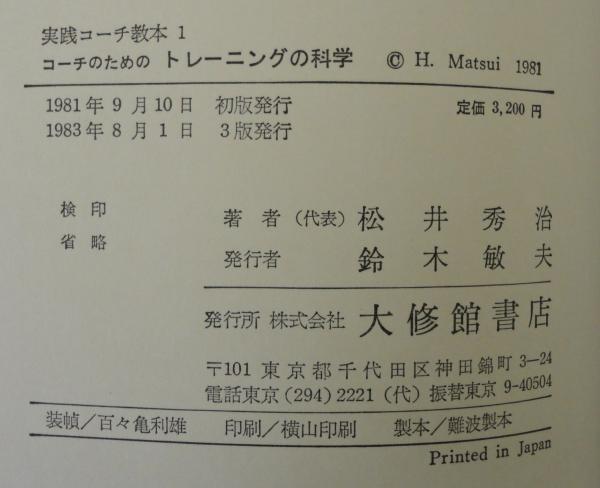 実践コーチ教本 1
コーチのための トレーニングの科学 © H. Matsui 1981
1981年 9月10日 初版発行 定価 3,200 円
1983年 8月 1日 3版発行
検印 著者 (代表) 松井秀治
省略 発行者 鈴木敏夫
発行所 株式会社 大修館書店
〒101 東京都千代田区神田錦町 3—24
電話東京 (294) 2221 (代) 振替東京 9-40504
装幀/百々亀利雄 印刷/横山印刷 製本/難波製本
Printed in Japan